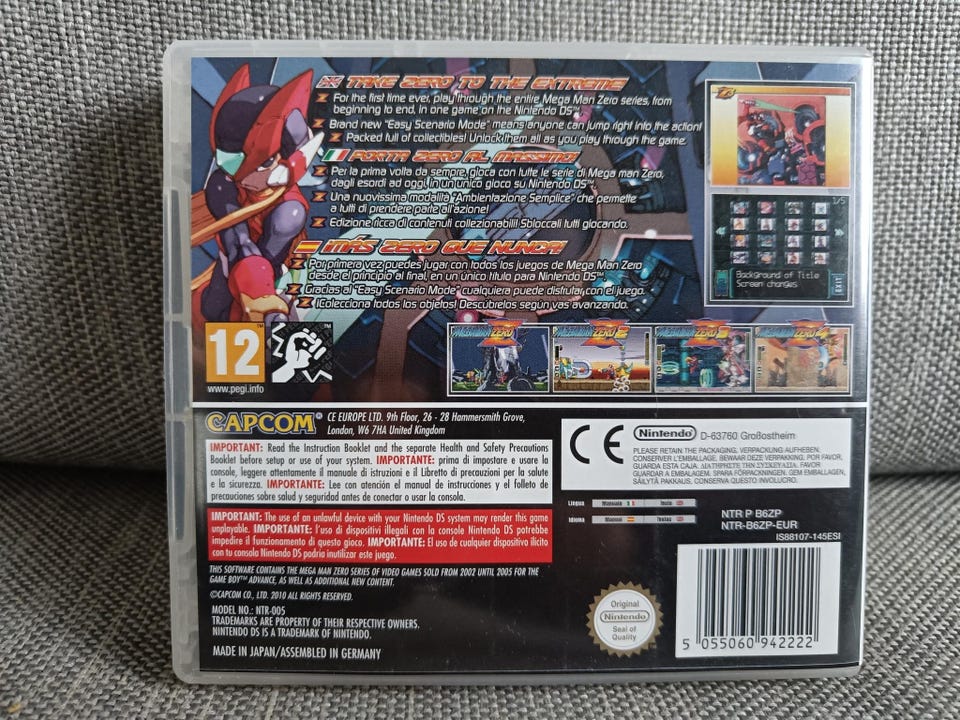 TAKE ZERO TO THE EXTREME
For the first time ever, play through the entire Mega Man Zero series, from
beginning to end, in one game on the Nintendo DS™
Brand new "Easy Scenario Mode" means anyone can jump right into the action!
Packed full of collectibles! Unlock them all as you play through the game.
PORTA ZERO AL MASSIMO!
Per la prima volta da sempre, gioca con tutte le serie di Mega man Zero,
dagli esordi ad oggi, in un unico gioco su Nintendo DS™
Una nuovissima modalita "Ambientazione Semplice" che permette
a tutti di prendere parte all'azione!
Edizione ricca di contenuti collezionabili! Sbloccali tutti giocando.
¡MÁS ZERO QUE NUNCA!
Por primera vez puedes jugar con todos los juegos de Mega Man Zero
desde el principio al final, en un único título para Nintendo DS™
Gracias al "Easy Scenario Mode" cualquiera puede disfrutar con el juego.
¡Colecciona todos los objetos! Descúbrelos según vas avanzando.
1/5
Background of Title
Screen changes
EXIT
MEGAMAN ZERO
MEGAMAN ZERO 2
MEGAMAN ZERO 3
MEGAMAN ZERO 4
12
www.pegi.info
CAPCOM® CE EUROPE LTD. 9th Floor, 26 - 28 Hammersmith Grove,
London, W6 7HA United Kingdom
IMPORTANT: Read the Instruction Booklet and the separate Health and Safety Precautions
Booklet before setup or use of your system. IMPORTANTE: prima di impostare e usare la
console, leggere attentamente il manuale di istruzioni e il Libretto di precauzioni per la salute
e la sicurezza. IMPORTANTE: Lee con atención el manual de instrucciones y el folleto de
precauciones sobre salud y seguridad antes de conectar o usar la consola.
IMPORTANT: The use of an unlawful device with your Nintendo DS system may render this game
unplayable. IMPORTANTE: l'uso di dispositivi illegali con la console Nintendo DS potrebbe
impedire il funzionamento di questo gioco. IMPORTANTE: El uso de cualquier dispositivo ilícito
con tu consola Nintendo DS podría inutilizar este juego.
THIS SOFTWARE CONTAINS THE MEGA MAN ZERO SERIES OF VIDEO GAMES SOLD FROM 2002 UNTIL 2005 FOR THE
GAME BOY™ ADVANCE, AS WELL AS ADDITIONAL NEW CONTENT.
©CAPCOM CO., LTD. 2010 ALL RIGHTS RESERVED.
MODEL NO.: NTR-005
TRADEMARKS ARE PROPERTY OF THEIR RESPECTIVE OWNERS.
NINTENDO DS IS A TRADEMARK OF NINTENDO.
MADE IN JAPAN/ASSEMBLED IN GERMANY
CE Nintendo® D-63760 Großostheim
PLEASE RETAIN THE PACKAGING. VERPACKUNG AUFHEBEN.
CONSERVER L'EMBALLAGE. BEWAAR DEZE VERPAKKING. POR FAVOR,
GUARDA ESTA CAJA. ΔΙΑΤΗΡΗΣΤΕ ΤΗΝ ΣΥΣΚΕΥΑΣΙΑ. FAVOR
GUARDAR A EMBALAGEM. SPARA FÖRPACKNINGEN. GEM EMBALLAGEN.
SÄILYTÄ PAKKAUS. CONSERVA QUESTO INVOLUCRO.
Lingua Manuale Testo
Idioma Manual Textos
NTR P B6ZP
NTR-B6ZP-EUR
IS88107-145ESI
Original
Nintendo®
Seal of
Quality
5 055060 942222